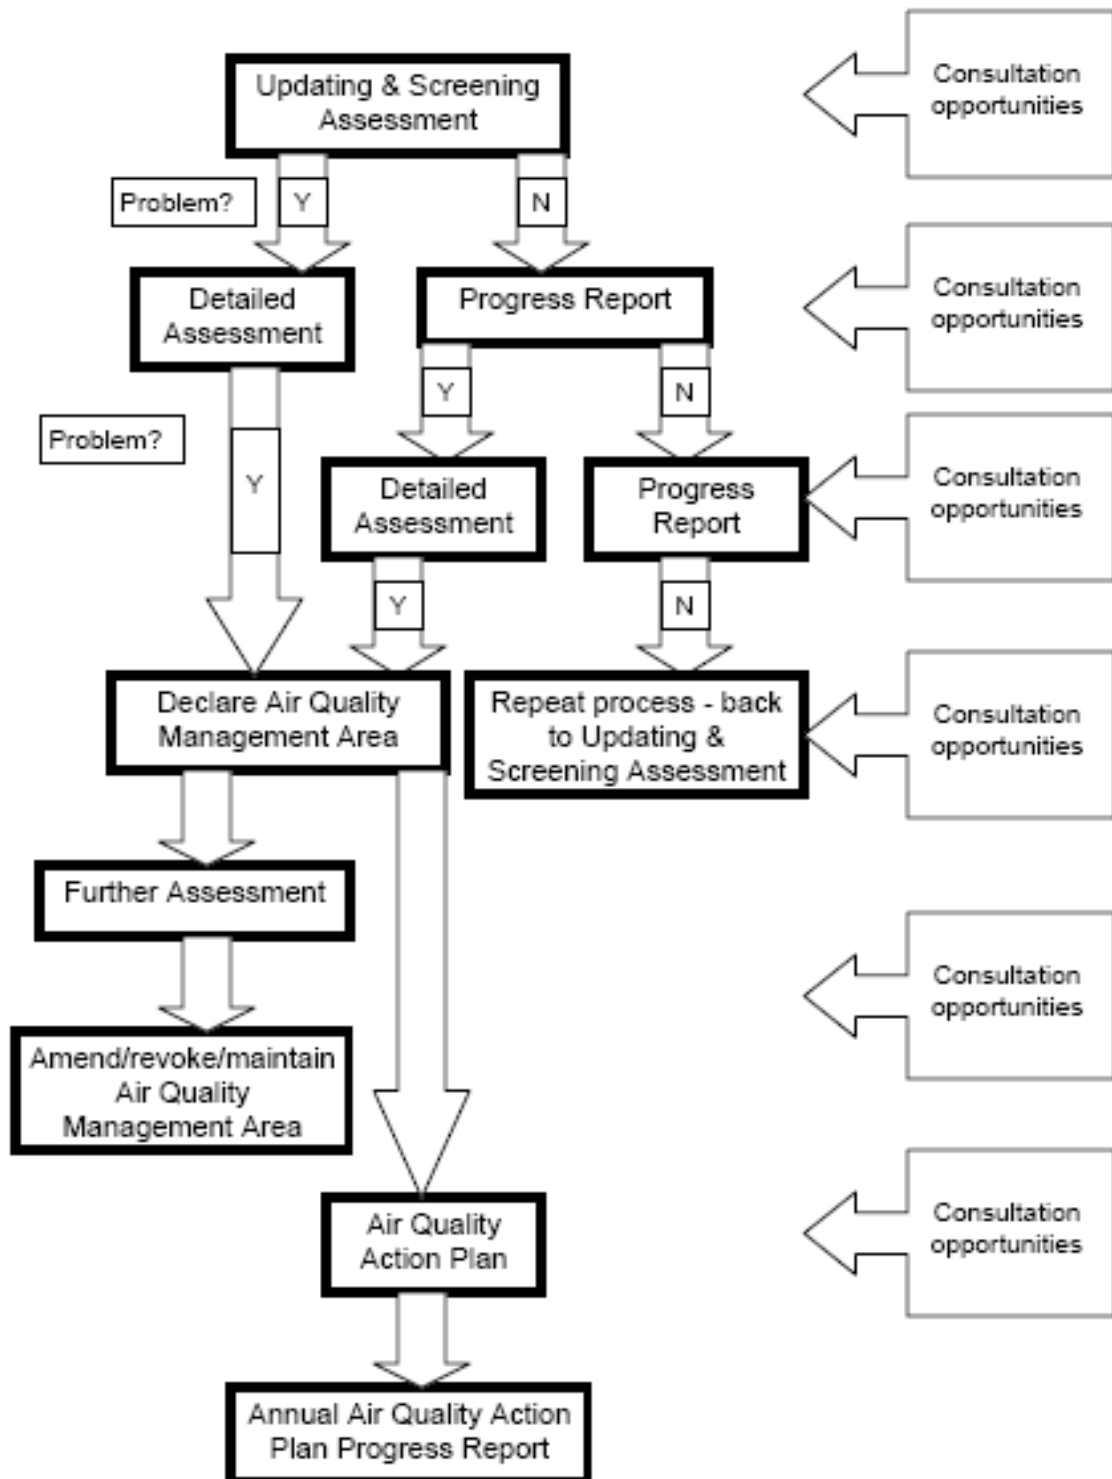 Updating & Screening
Assessment
Consultation
opportunities
Problem?
Y
N
Detailed
Assessment
Progress Report
Consultation
opportunities
Y
N
Problem?
Y
Detailed
Assessment
Progress
Report
Consultation
opportunities
Y
N
Declare Air Quality
Management Area
Repeat process - back
to Updating &
Screening Assessment
Consultation
opportunities
Further Assessment
Consultation
opportunities
Amend/revoke/maintain
Air Quality
Management Area
Air Quality
Action Plan
Consultation
opportunities
Annual Air Quality Action
Plan Progress Report